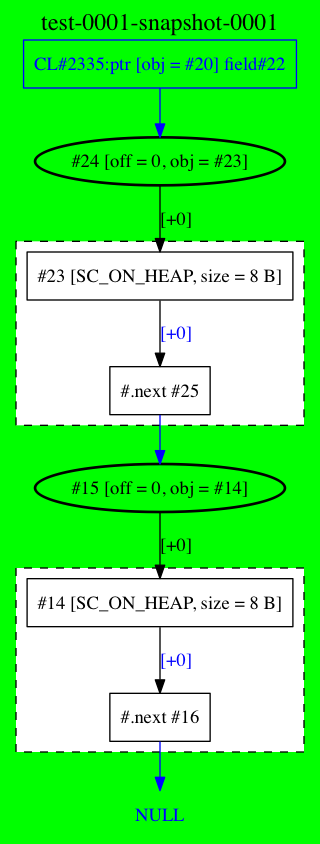 test-0001-snapshot-0001
CL#2335:ptr [obj = #20] field#22
#24 [off = 0, obj = #23]
[+0]
#23 [SC_ON_HEAP, size = 8 B]
[+0]
#.next #25
#15 [off = 0, obj = #14]
[+0]
#14 [SC_ON_HEAP, size = 8 B]
[+0]
#.next #16
NULL